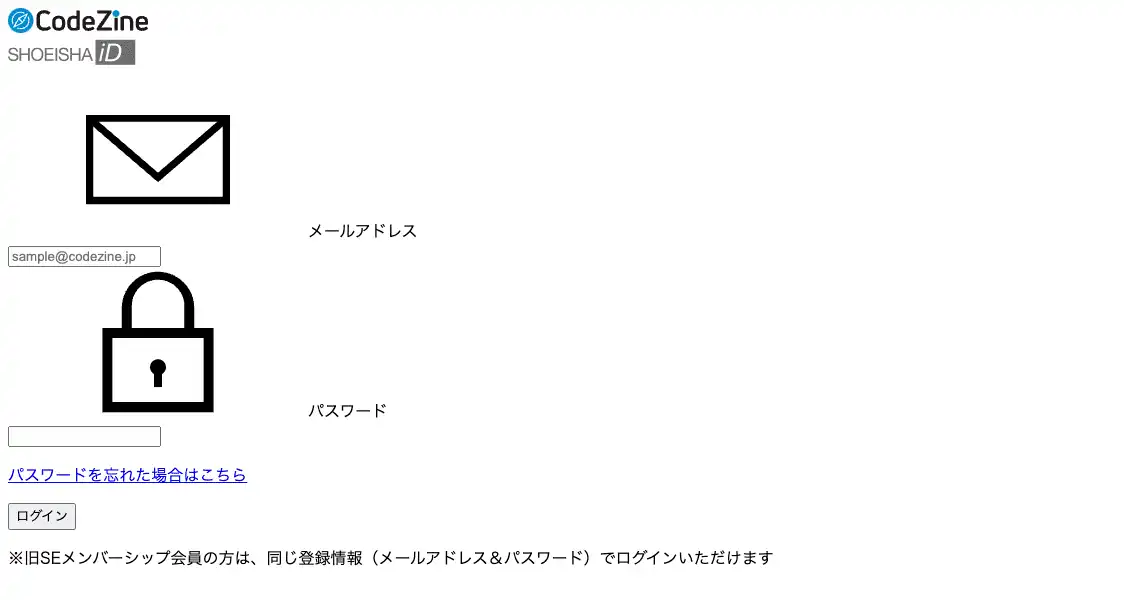 CodeZine
SHOEISHA iD
メールアドレス
sample@codezine.jp
パスワード
パスワードを忘れた場合はこちら
ログイン
※旧SEメンバーシップ会員の方は、同じ登録情報（メールアドレス＆パスワード）でログインいただけます